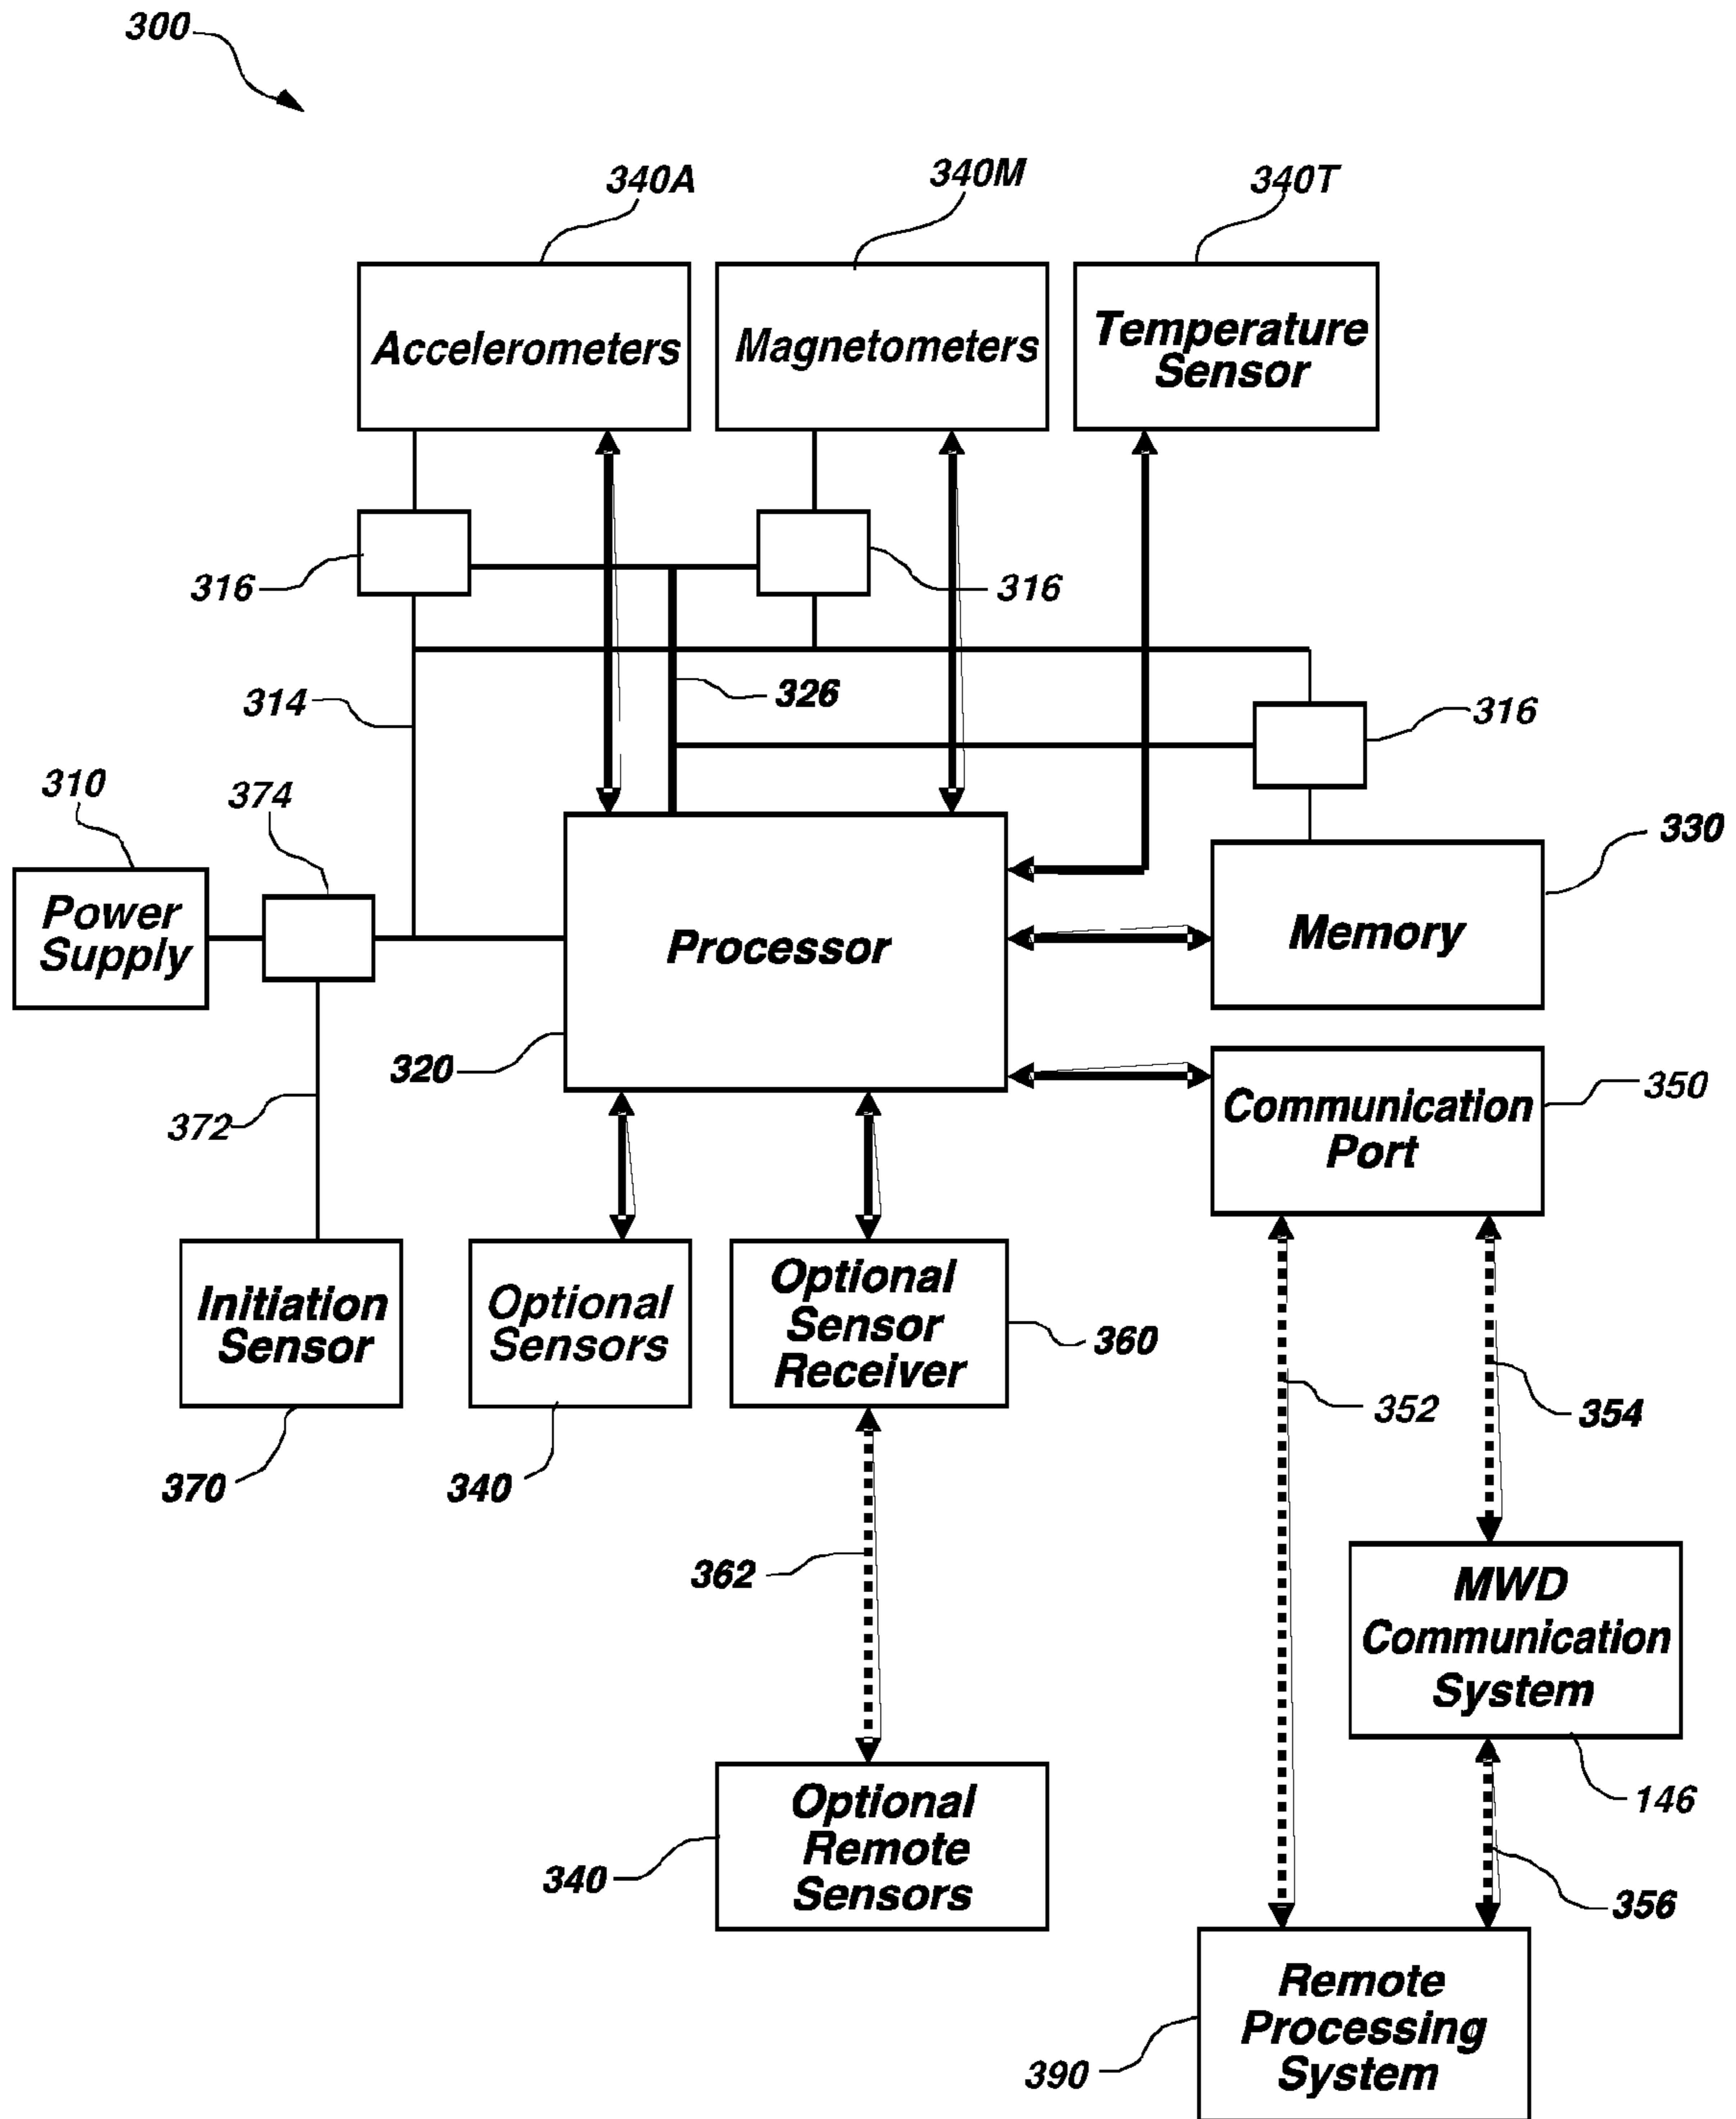 300
340A
340M
340T
Accelerometers
Magnetometers
Temperature
Sensor
316
316
314
326
316
310
374
330
Power
Supply
Processor
Memory
320
372
350
Communication
Port
Initiation
Sensor
Optional
Sensors
Optional
Sensor
Receiver
360
352
354
370
340
362
MWD
Communication
System
146
Optional
Remote
Sensors
340
356
Remote
Processing
System
390